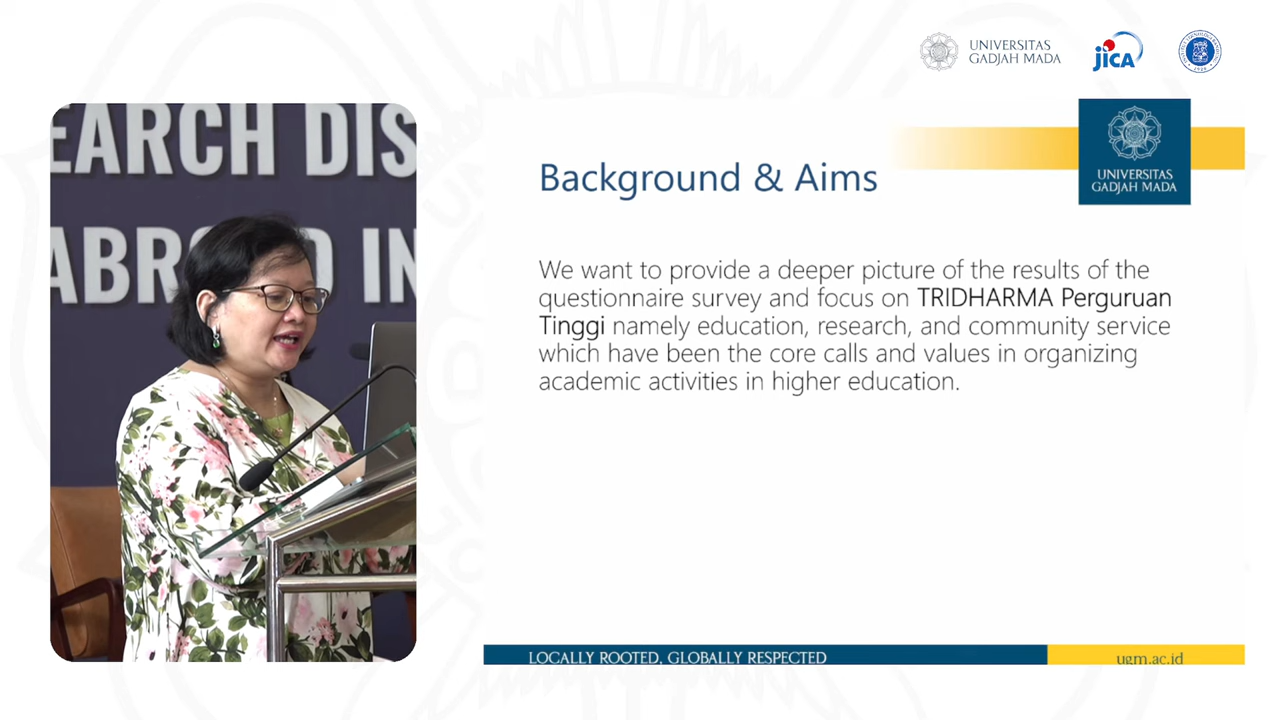 UNIVERSITAS
GADJAH MADA
JICA
EARCH DIS
ABR D IN
Background & Aims
UNIVERSITAS
GADJAH MADA
We want to provide a deeper picture of the results of the
questionnaire survey and focus on TRIDHARMA Perguruan
Tinggi namely education, research, and community service
which have been the core calls and values in organizing
academic activities in higher education.
LOCALLY ROOTED, GLOBALLY RESPECTED
ugm.ac.id